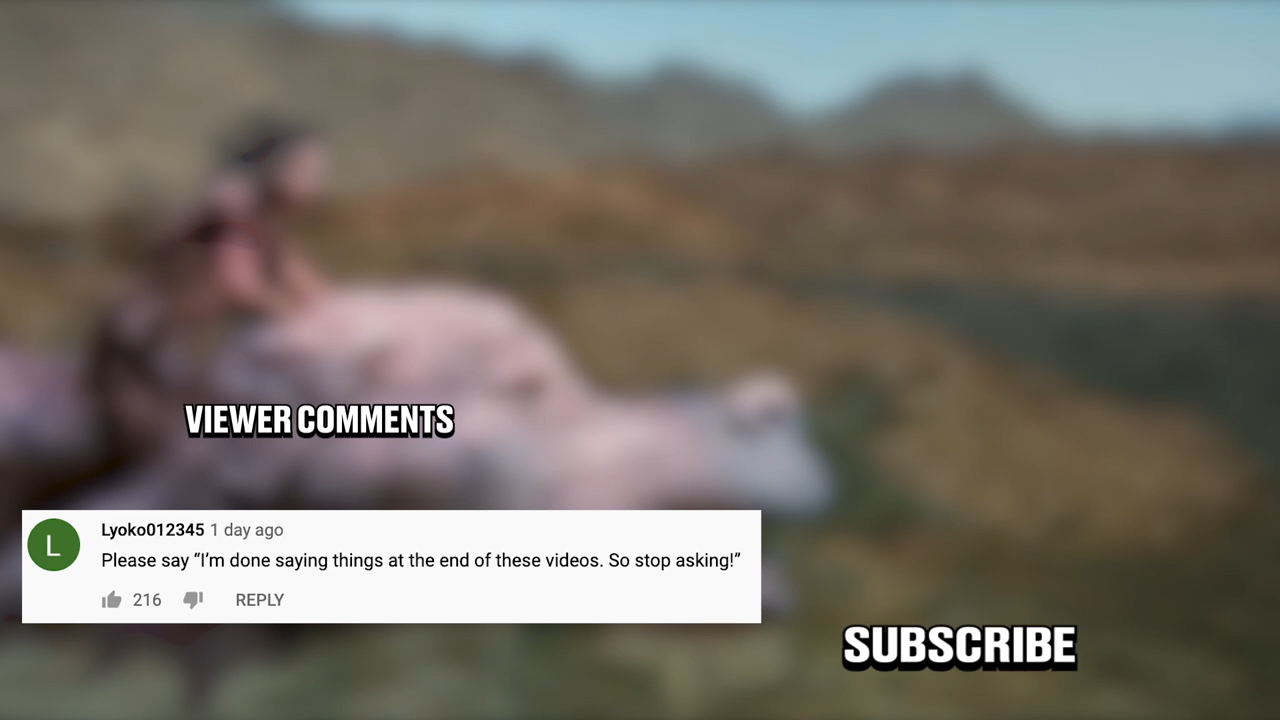 VIEWER COMMENTS
L
Lyoko012345 1 day ago
Please say “I’m done saying things at the end of these videos. So stop asking!”
216 REPLY
SUBSCRIBE